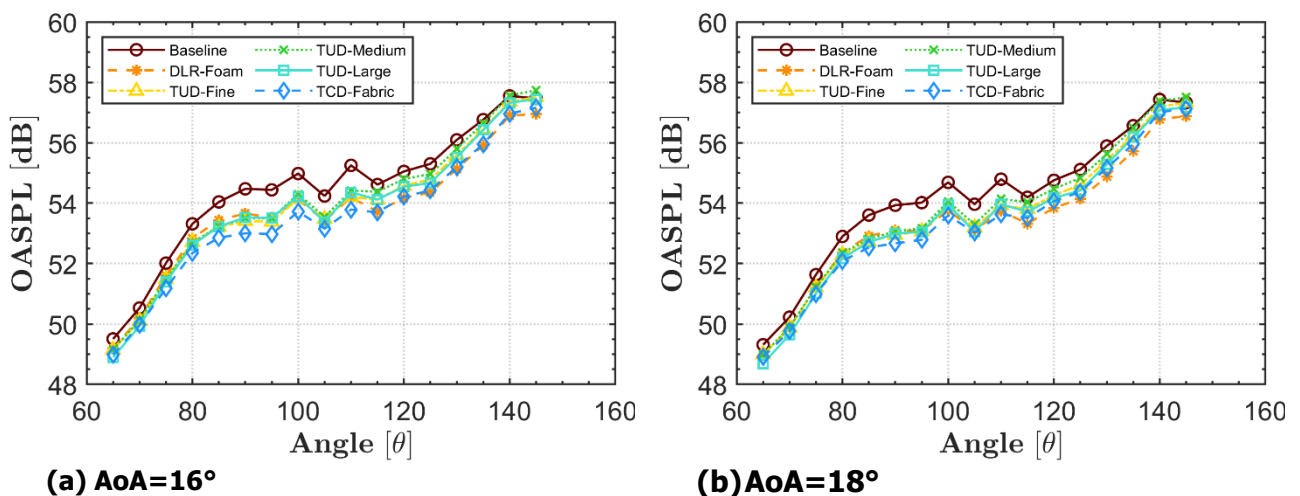 60
58
56
54
52
50
48
OASPL [dB]
Baseline
DLR-Foam
TUD-Fine
TUD-Medium
TUD-Large
TCD-Fabric
60 80 100 120 140 160
Angle [θ]
(a) AoA=16°
60
58
56
54
52
50
48
OASPL [dB]
Baseline
DLR-Foam
TUD-Fine
TUD-Medium
TUD-Large
TCD-Fabric
60 80 100 120 140 160
Angle [θ]
(b) AoA=18°